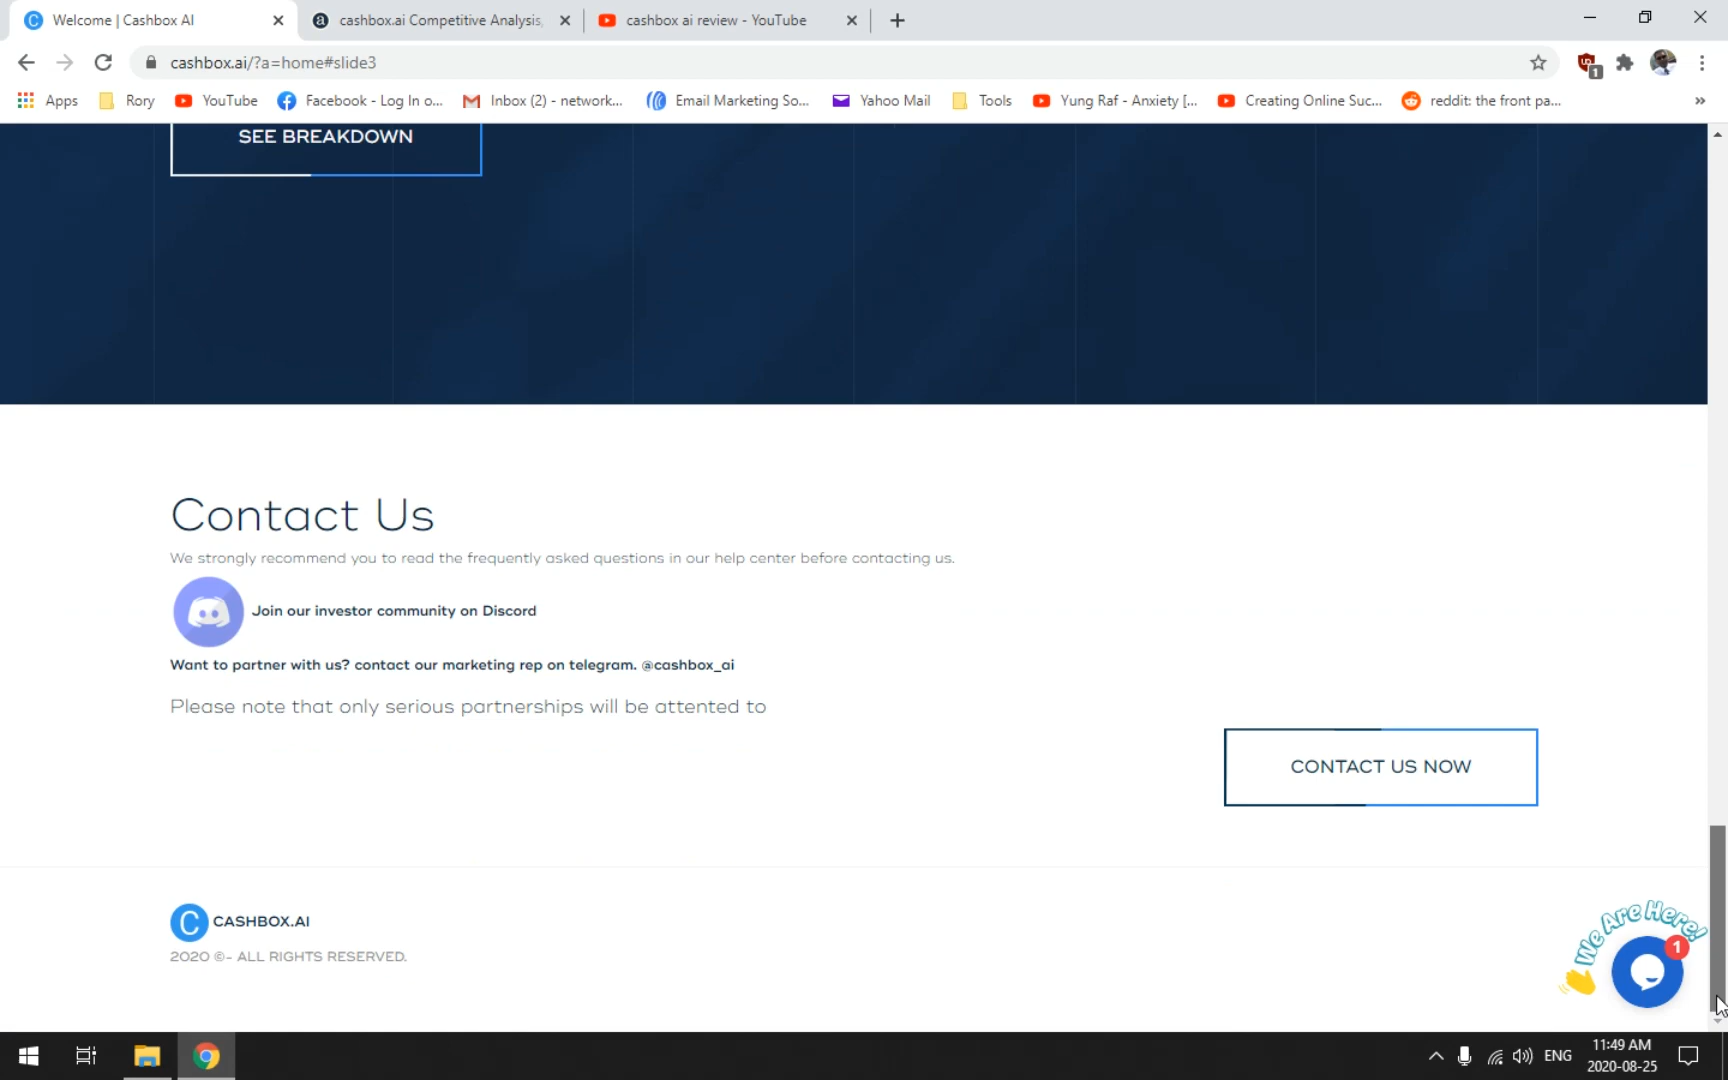 Welcome | Cashbox AI
cashbox.ai Competitive Analysis,
cashbox ai review - YouTube
cashbox.ai/?a=home#slide3
1
Apps
Rory
YouTube
Facebook - Log In o...
Inbox (2) - network...
Email Marketing So...
Yahoo Mail
Tools
Yung Raf - Anxiety [...
Creating Online Suc...
reddit: the front pa...
SEE BREAKDOWN
Contact Us
We strongly recommend you to read the frequently asked questions in our help center before contacting us.
Join our investor community on Discord
Want to partner with us? contact our marketing rep on telegram. @cashbox_ai
Please note that only serious partnerships will be attented to
CONTACT US NOW
C CASHBOX.AI
2020 ©- ALL RIGHTS RESERVED.
We Are Here!
1
ENG
11:49 AM
2020-08-25